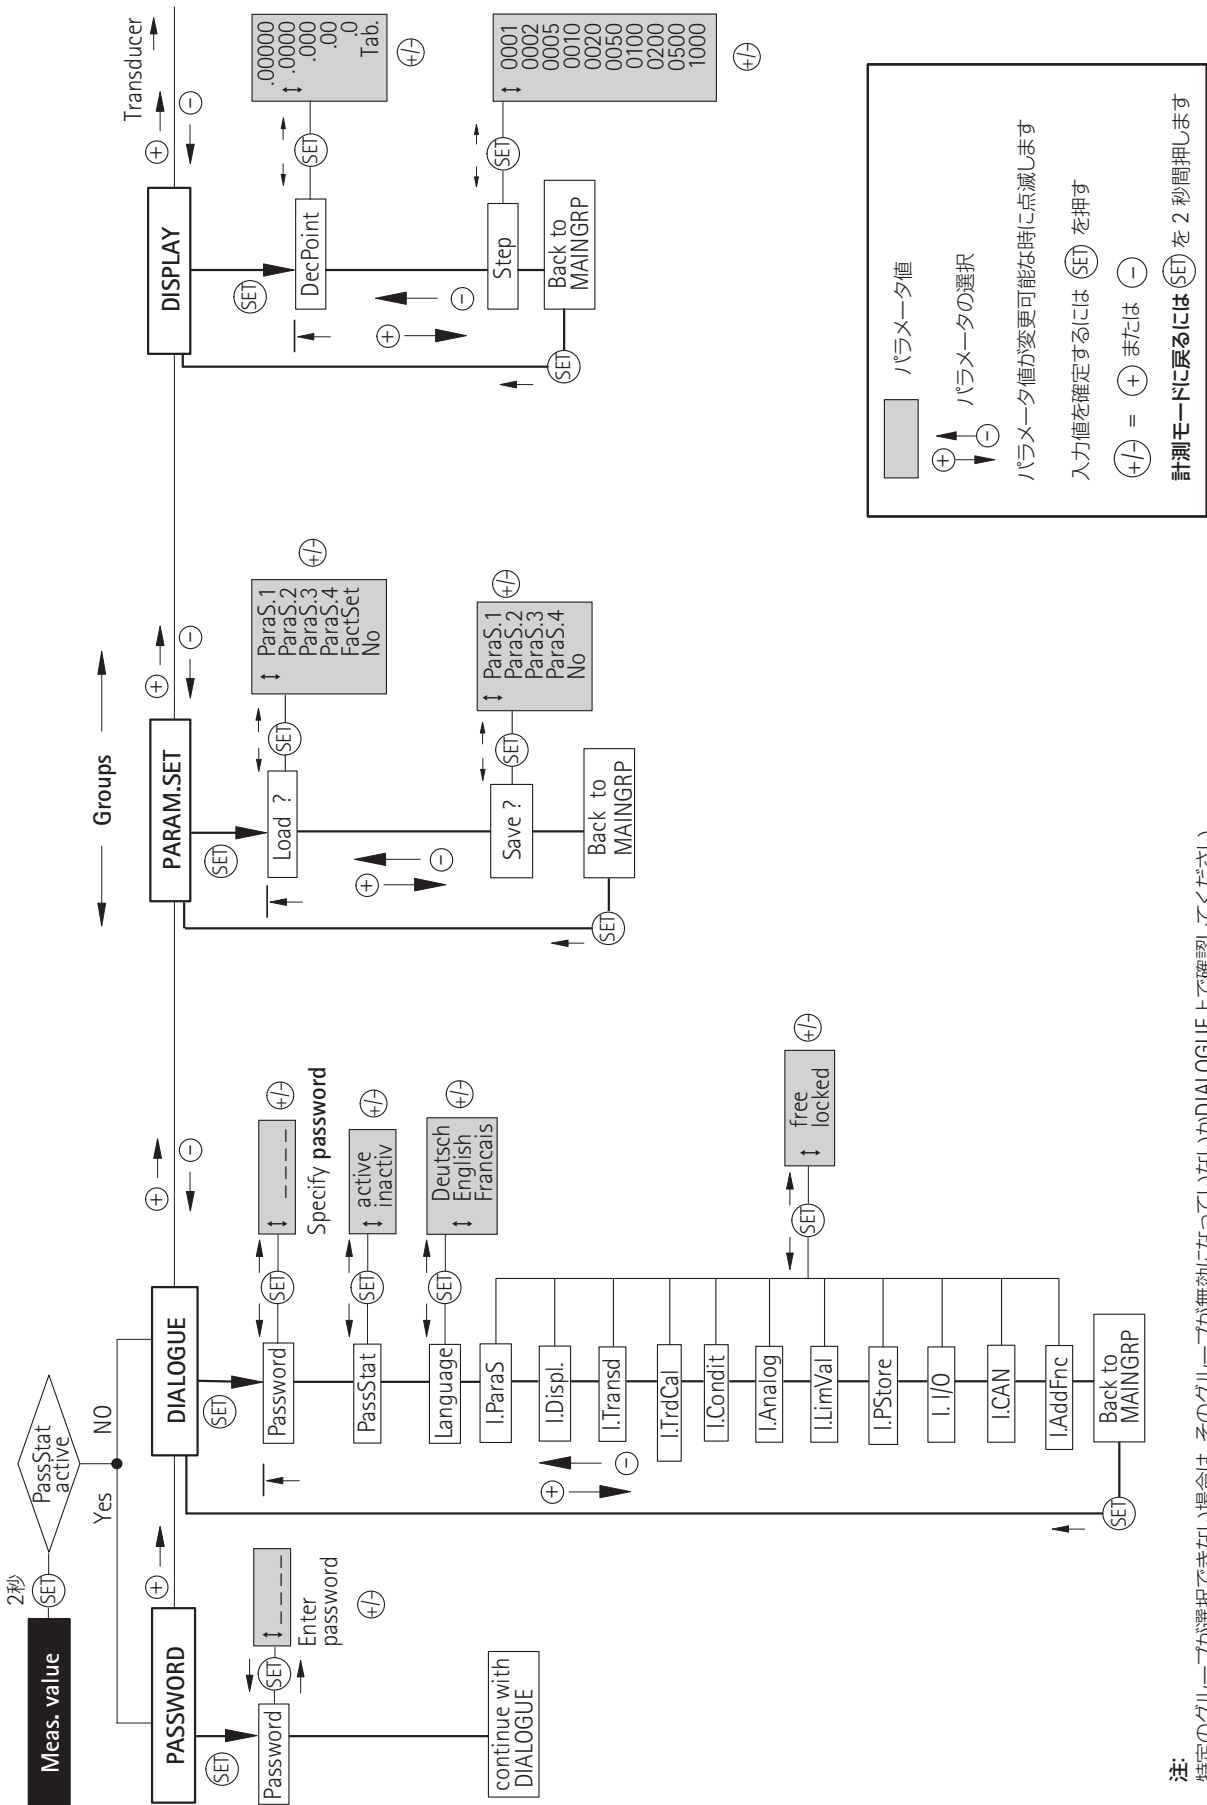 Meas. value
2秒
SET
PassStat
active
Yes
NO
Groups
PASSWORD
SET
Password
SET
– – – –
Enter
password
+/-
continue with
DIALOGUE
+
DIALOGUE
SET
Password
SET
– – – –
+/-
Specify password
PassStat
SET
active
inactiv
+/-
Language
SET
Deutsch
English
Francais
+/-
I.ParaS
I.Displ.
I.Transd
I.TrdCal
I.Condit
I.Analog
I.LimVal
I.PStore
I. I/O
I.CAN
I.AddFnc
SET
free
locked
+/-
+
-
Back to
MAINGRP
SET
+
-
PARAM.SET
SET
Load ?
SET
ParaS.1
ParaS.2
ParaS.3
ParaS.4
FactSet
No
+/-
+
-
Save ?
SET
ParaS.1
ParaS.2
ParaS.3
ParaS.4
No
+/-
Back to
MAINGRP
SET
+
-
DISPLAY
SET
DecPoint
SET
.00000
.0000
.000
.00
.0
Tab.
+/-
+
-
Step
SET
0001
0002
0005
0010
0020
0050
0100
0200
0500
1000
+/-
Back to
MAINGRP
SET
+
-
Transducer
パラメータ値
+
-
パラメータの選択
パラメータ値が変更可能な時に点滅します
入力値を確定するには SET を押す
+/- = + または -
計測モードに戻るには SET を 2 秒間押します
注:
特定のグループが選択できない場合は、そのグループが無効になっていないかDIALOGUE 上で確認してください